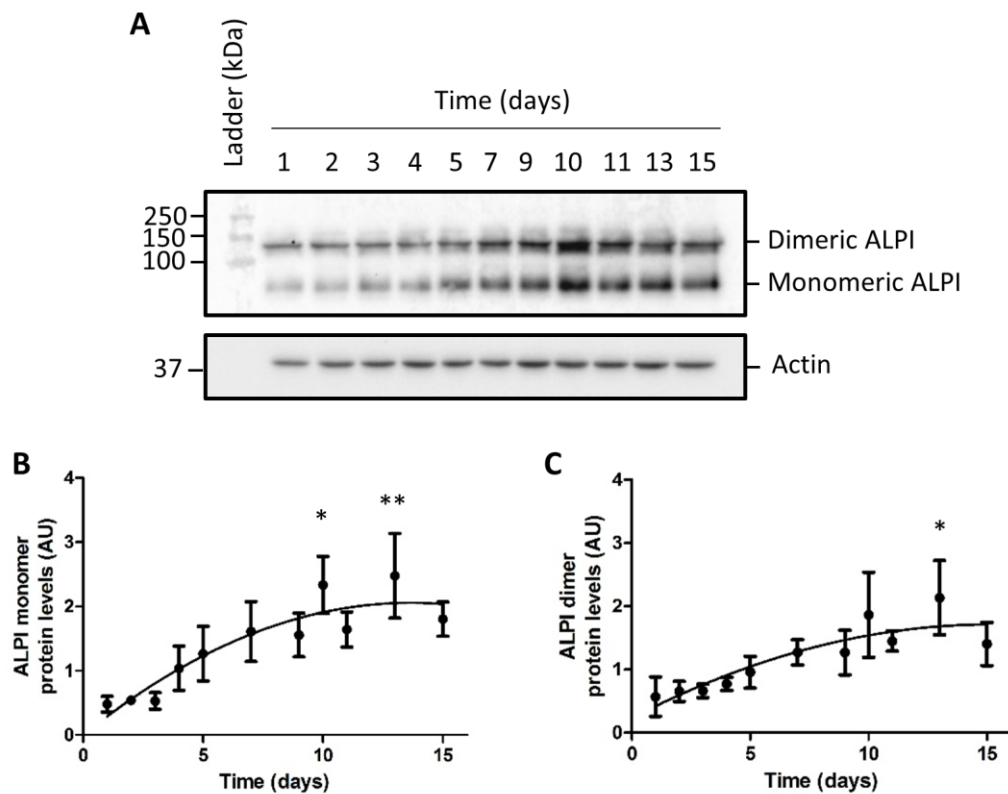 A
Ladder (kDa)
Time (days)
1 2 3 4 5 7 9 10 11 13 15
250
150
100
Dimeric ALPI
Monomeric ALPI
37
Actin
B
ALPI monomer
protein levels (AU)
4
3
2
1
0
*
**
0 5 10 15
Time (days)
C
ALPI dimer
protein levels (AU)
4
3
2
1
0
*
0 5 10 15
Time (days)